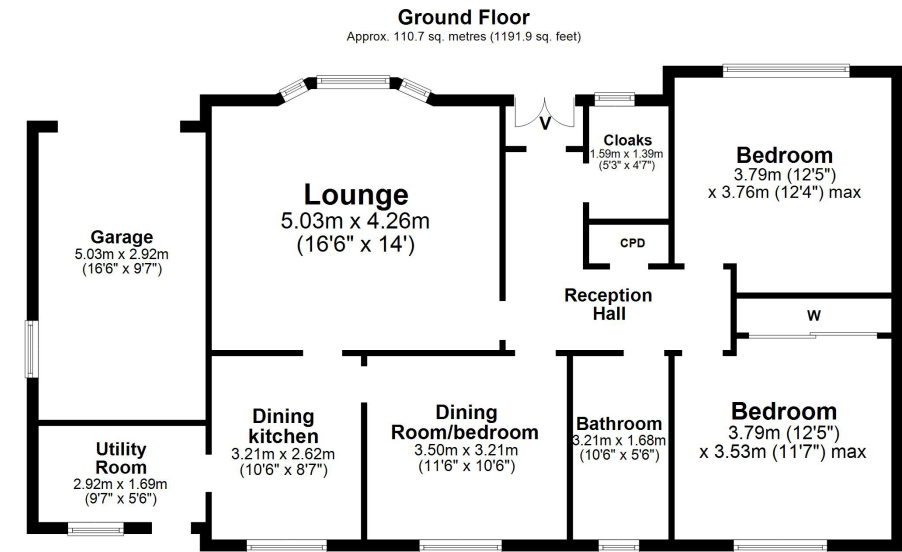 Ground Floor
Approx. 110.7 sq. metres (1191.9 sq. feet)
V
Cloaks
1.59m x 1.39m
(5'3" x 4'7")
Bedroom
3.79m (12'5")
x 3.76m (12'4") max
Lounge
5.03m x 4.26m
(16'6" x 14')
Garage
5.03m x 2.92m
(16'6" x 9'7")
CPD
Reception
Hall
W
Dining
kitchen
3.21m x 2.62m
(10'6" x 8'7")
Dining
Room/bedroom
3.50m x 3.21m
(11'6" x 10'6")
Bathroom
3.21m x 1.68m
(10'6" x 5'6")
Bedroom
3.79m (12'5")
x 3.53m (11'7") max
Utility
Room
2.92m x 1.69m
(9'7" x 5'6")